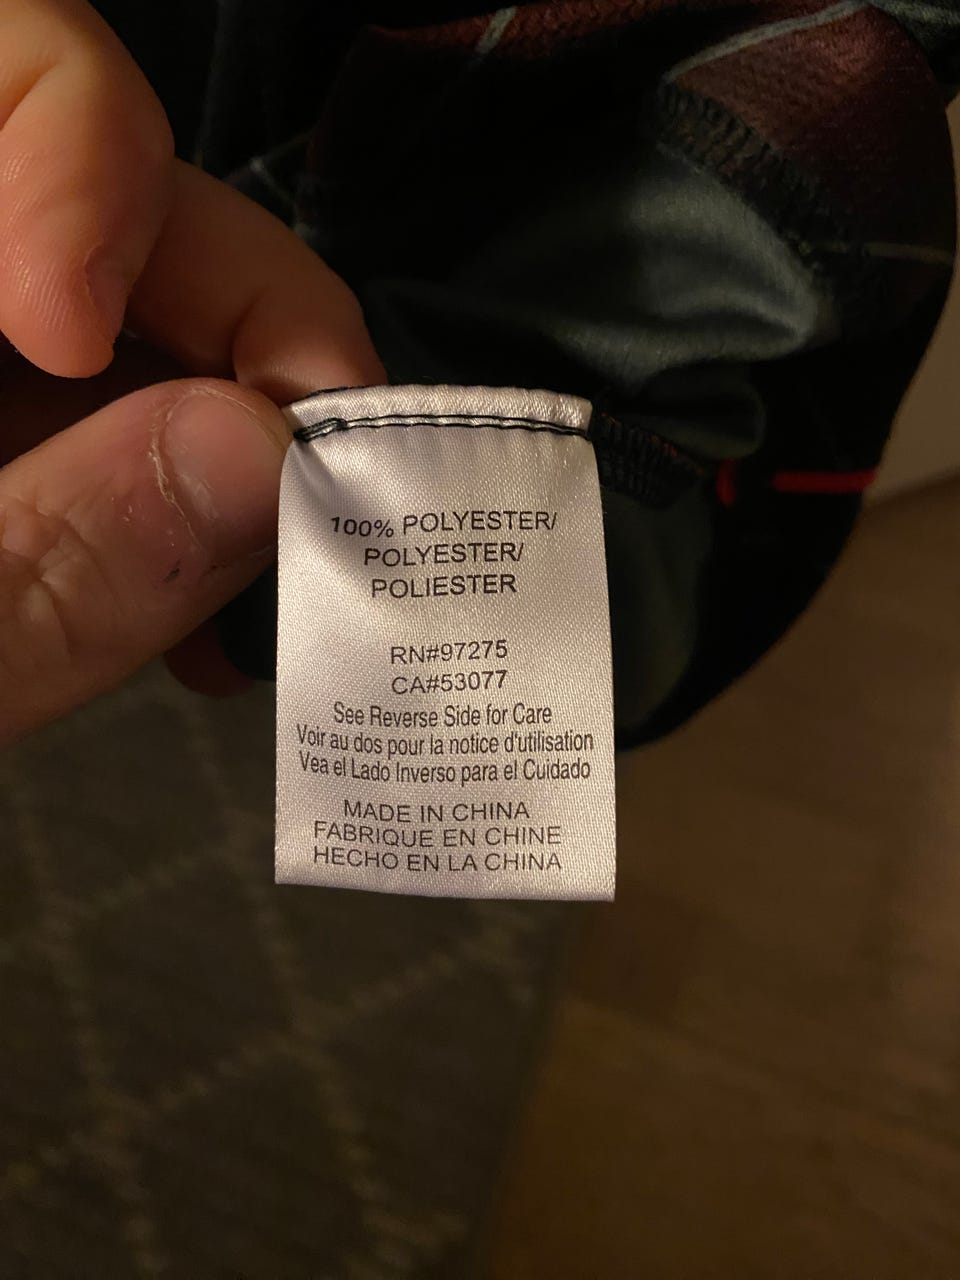 100% POLYESTER/
POLYESTER/
POLIESTER
RN#97275
CA#53077
See Reverse Side for Care
Voir au dos pour la notice d'utilisation
Vea el Lado Inverso para el Cuidado
MADE IN CHINA
FABRIQUE EN CHINE
HECHO EN LA CHINA